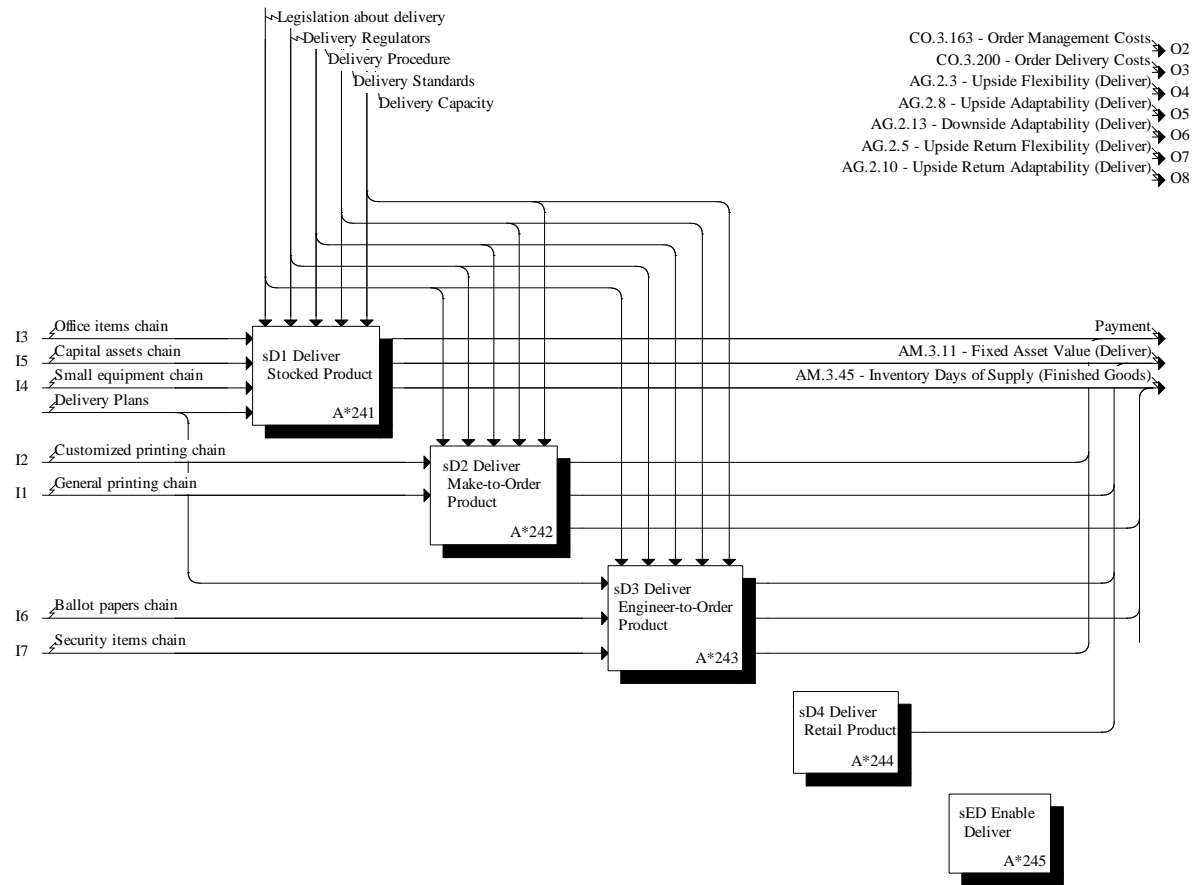 Legislation about delivery
Delivery Regulators
Delivery Procedure
Delivery Standards
Delivery Capacity
CO.3.163 - Order Management Costs O2
CO.3.200 - Order Delivery Costs O3
AG.2.3 - Upside Flexibility (Deliver) O4
AG.2.8 - Upside Adaptability (Deliver) O5
AG.2.13 - Downside Adaptability (Deliver) O6
AG.2.5 - Upside Return Flexibility (Deliver) O7
AG.2.10 - Upside Return Adaptability (Deliver) O8
I3 Office items chain
I5 Capital assets chain
I4 Small equipment chain
Delivery Plans
sD1 Deliver
Stocked Product
A*241
Payment
AM.3.11 - Fixed Asset Value (Deliver)
AM.3.45 - Inventory Days of Supply (Finished Goods)
I2 Customized printing chain
I1 General printing chain
sD2 Deliver
Make-to-Order
Product
A*242
I6 Ballot papers chain
I7 Security items chain
sD3 Deliver
Engineer-to-Order
Product
A*243
sD4 Deliver
Retail Product
A*244
sED Enable
Deliver
A*245